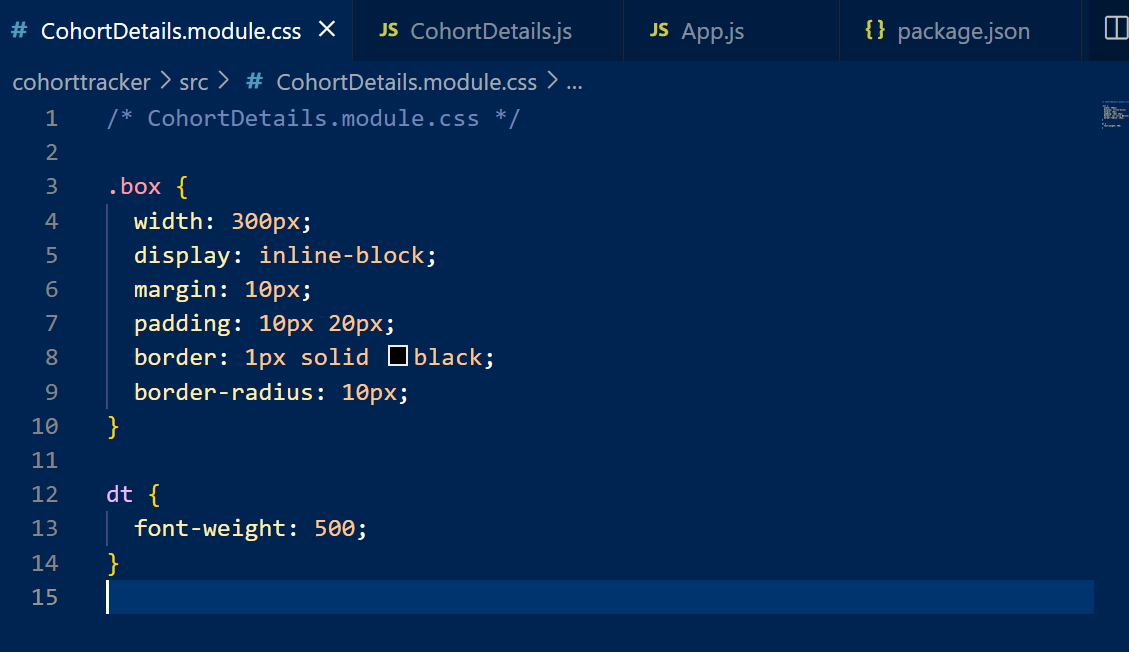 # CohortDetails.module.css × JS CohortDetails.js JS App.js {} package.json
cohorttracker > src > # CohortDetails.module.css > ...
1 /* CohortDetails.module.css */
2
3 .box {
4 width: 300px;
5 display: inline-block;
6 margin: 10px;
7 padding: 10px 20px;
8 border: 1px solid black;
9 border-radius: 10px;
10 }
11
12 dt {
13 font-weight: 500;
14 }
15